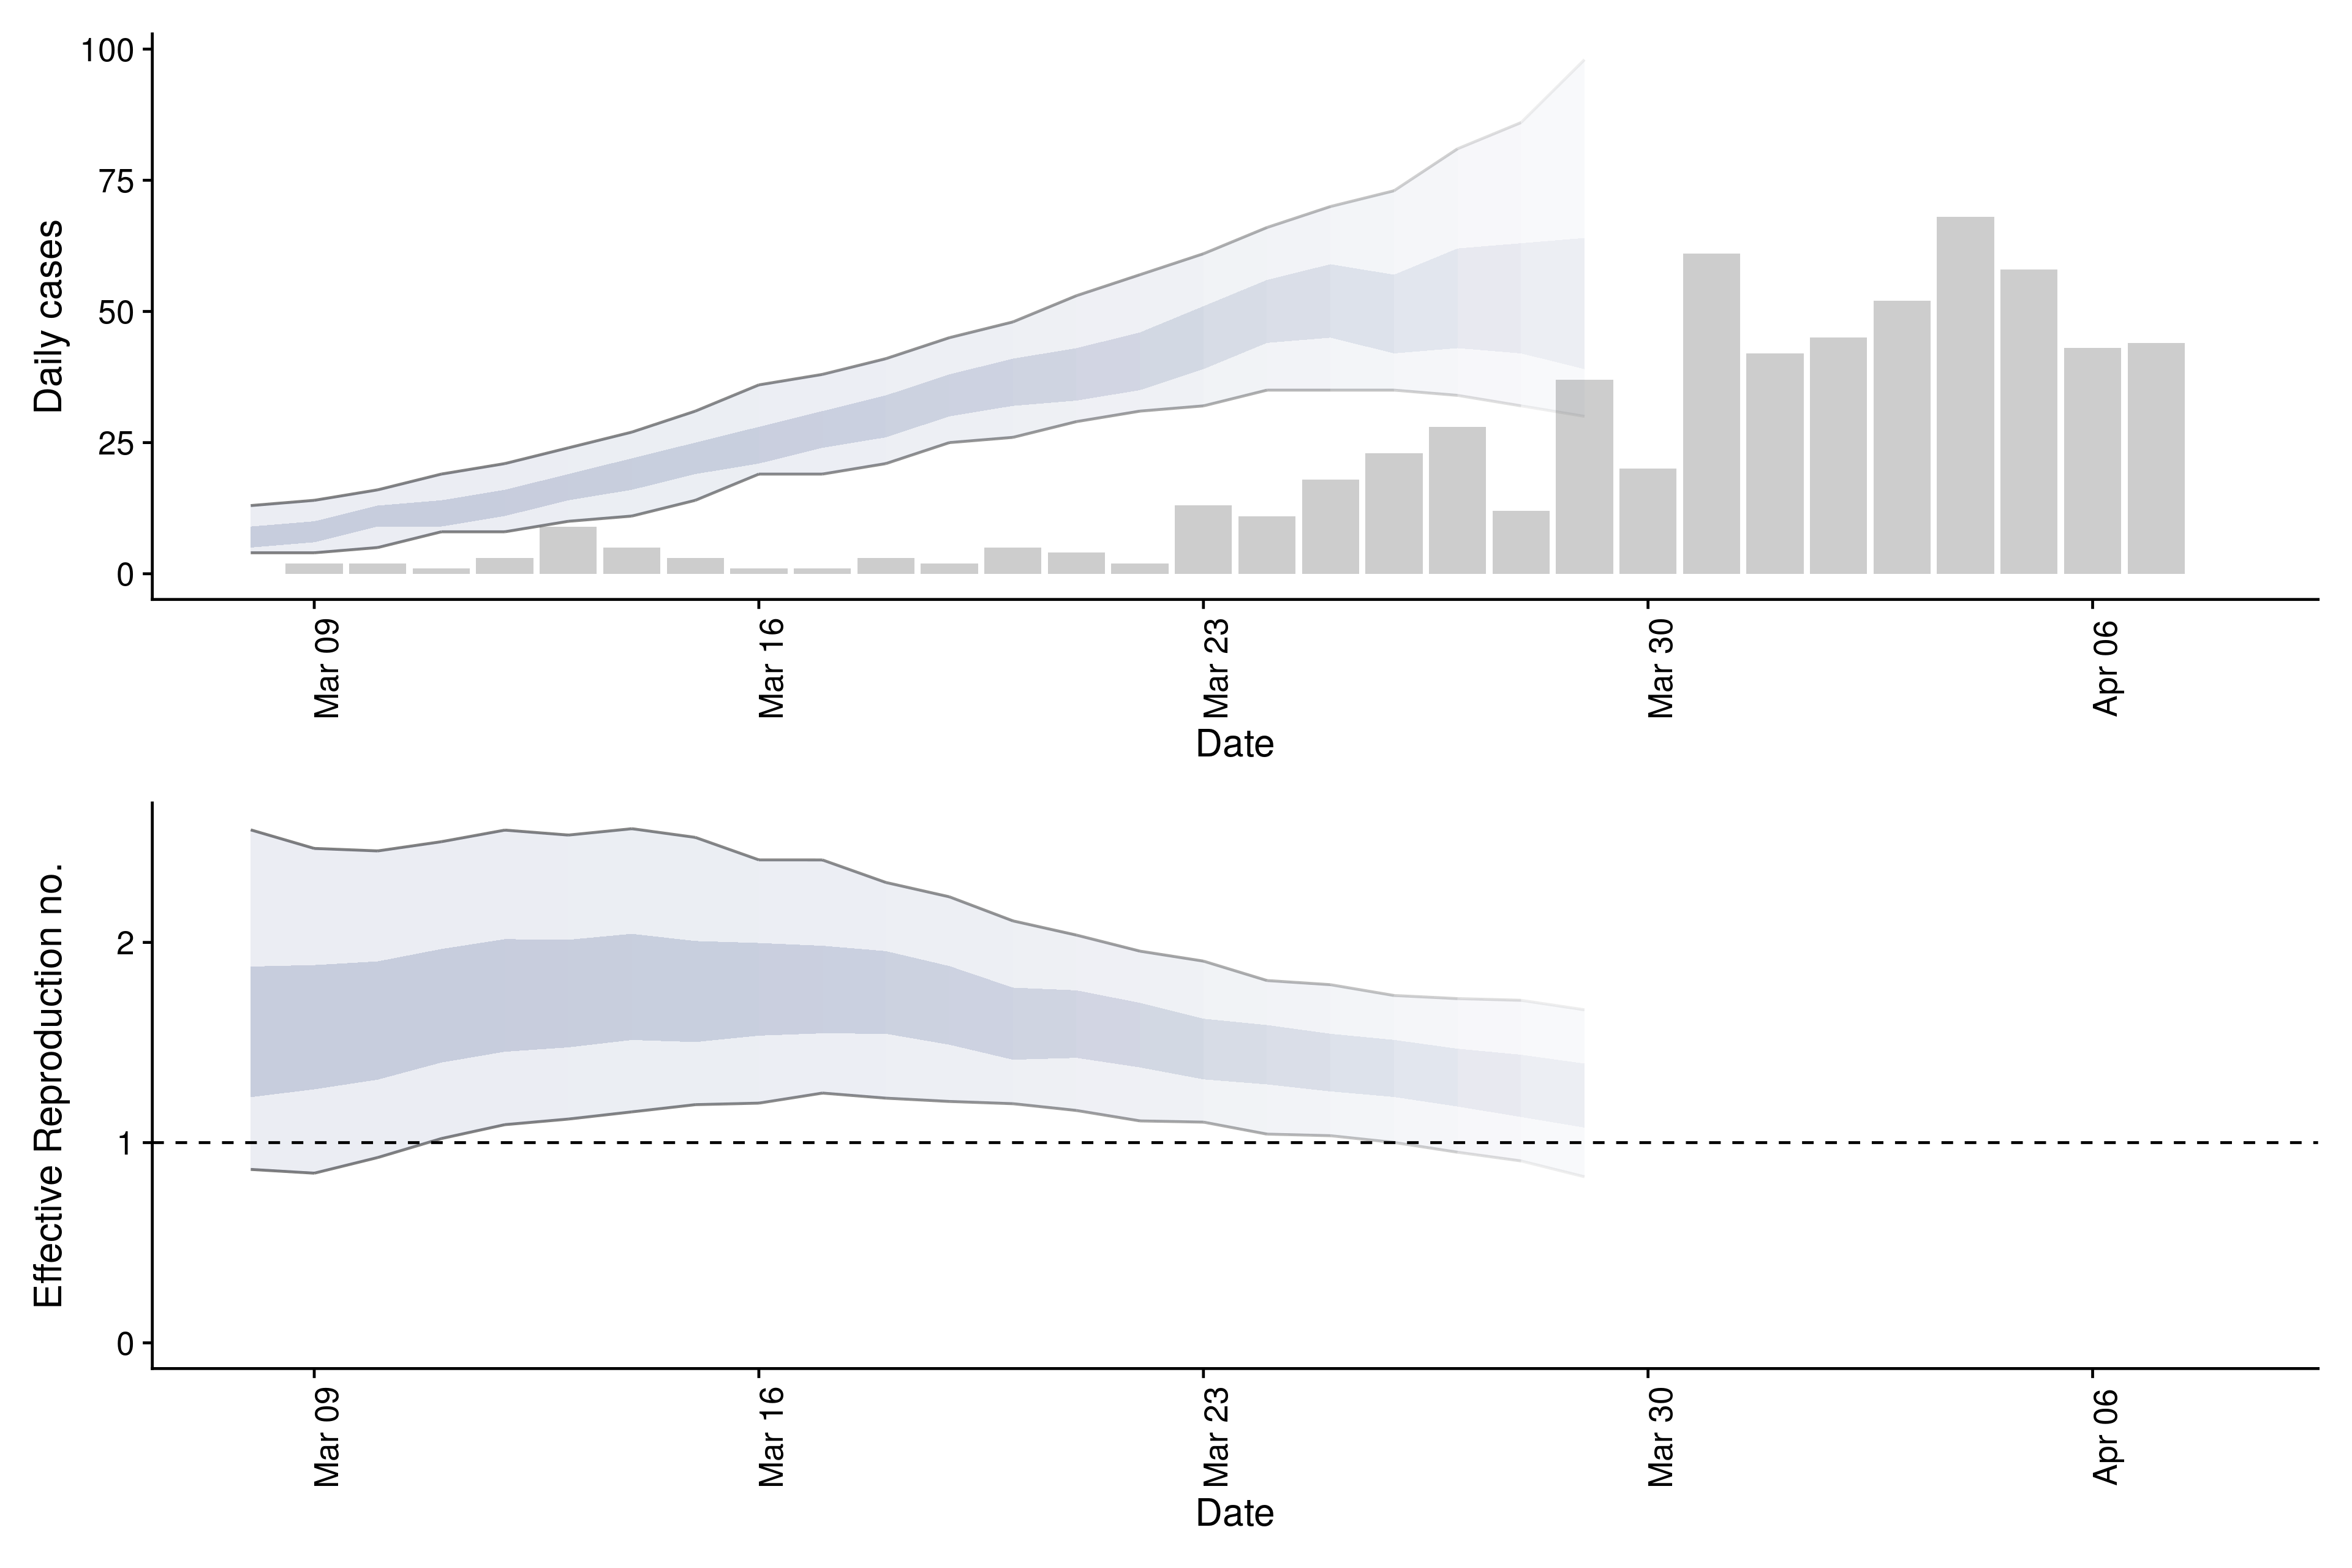 100
75
50
25
0
Daily cases
Mar 09
Mar 16
Mar 23
Mar 30
Apr 06
Date
2
1
0
Effective Reproduction no.
Mar 09
Mar 16
Mar 23
Mar 30
Apr 06
Date